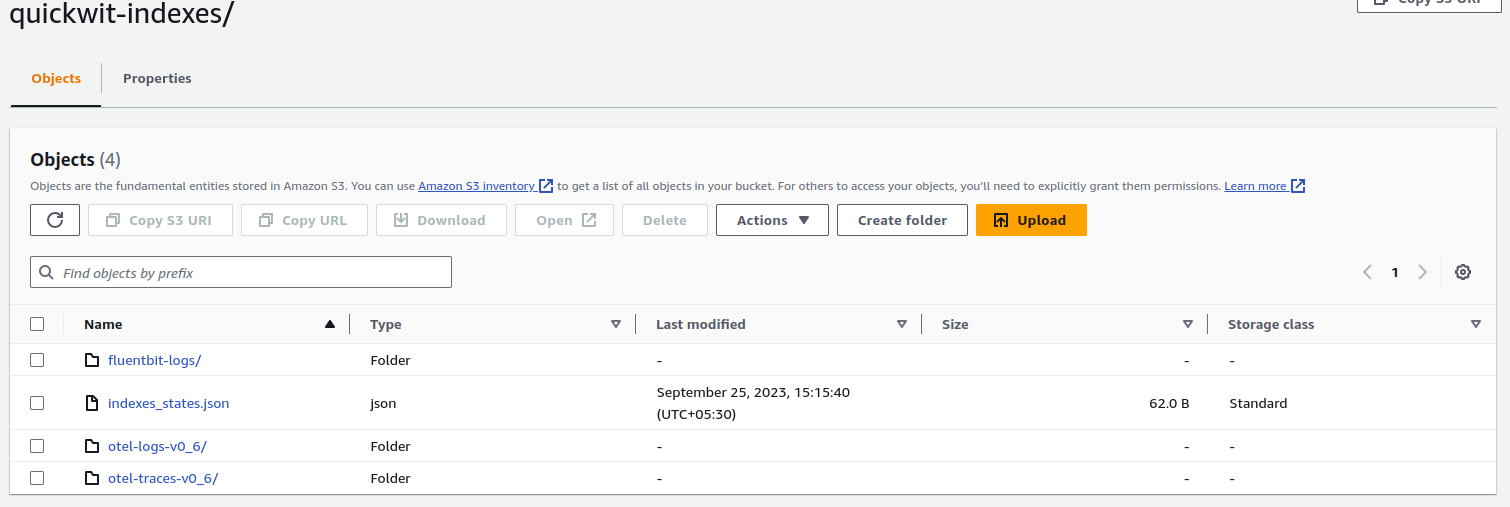 quickwit-indexes/
Copy S3 URI
Objects
Properties
Objects (4)
Objects are the fundamental entities stored in Amazon S3. You can use Amazon S3 inventory to get a list of all objects in your bucket. For others to access your objects, you'll need to explicitly grant them permissions. Learn more
Copy S3 URI
Copy URL
Download
Open
Delete
Actions
Create folder
Upload
Find objects by prefix
1
Name Type Last modified Size Storage class
fluentbit-logs/ Folder - - -
indexes_states.json json September 25, 2023, 15:15:40 (UTC+05:30) 62.0 B Standard
otel-logs-v0_6/ Folder - - -
otel-traces-v0_6/ Folder - - -